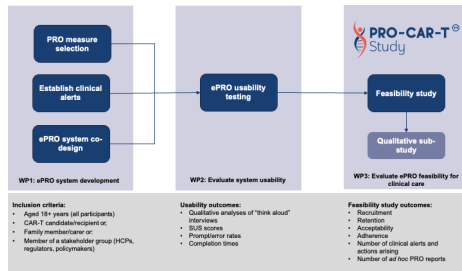 PRO measure
selection
Establish clinical
alerts
ePRO system co-
design
WP1: ePRO system development
ePRO usability
testing
WP2: Evaluate system usability
PRO-CAR-T
Study
Feasibility study
Qualitative sub-
study
WP3: Evaluate ePRO feasibility for
clinical care
Inclusion criteria:
• Aged 18+ years (all participants)
• CAR-T candidate/recipient or;
• Family member/carer or:
• Member of a stakeholder group (HCPs,
regulators, policymakers)
Usability outcomes:
• Qualitative analyses of “think aloud”
interviews
• SUS scores
• Prompt/error rates
• Completion times
Feasibility study outcomes:
• Recruitment
• Retention
• Acceptability
• Adherence
• Number of clinical alerts and
actions arising
• Number of ad hoc PRO reports